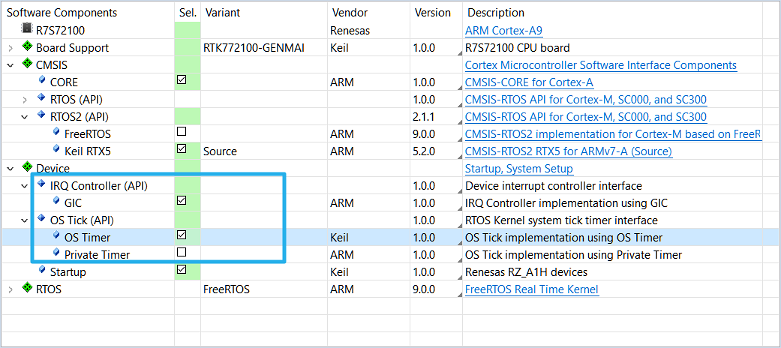 Software Components Sel. Variant Vendor Version Description
R7S72100 Renesas ARM Cortex-A9
Board Support RTK772100-GENMAI Keil 1.0.0 R7S72100 CPU board
CMSIS Cortex Microcontroller Software Interface Components
CORE ARM 1.0.0 CMSIS-CORE for Cortex-A
RTOS (API) 1.0.0 CMSIS-RTOS API for Cortex-M, SC000, and SC300
RTOS2 (API) 2.1.1 CMSIS-RTOS API for Cortex-M, SC000, and SC300
FreeRTOS ARM 9.0.0 CMSIS-RTOS2 implementation for Cortex-M based on FreeR
Keil RTX5 Source ARM 5.2.0 CMSIS-RTOS2 RTX5 for ARMv7-A (Source)
Device Startup, System Setup
IRQ Controller (API) 1.0.0 Device interrupt controller interface
GIC ARM 1.0.0 IRQ Controller implementation using GIC
OS Tick (API) 1.0.0 RTOS Kernel system tick timer interface
OS Timer Keil 1.0.0 OS Tick implementation using OS Timer
Private Timer ARM 1.0.0 OS Tick implementation using Private Timer
Startup Keil 1.0.0 Renesas RZ_A1H devices
RTOS FreeRTOS ARM 9.0.0 FreeRTOS Real Time Kernel